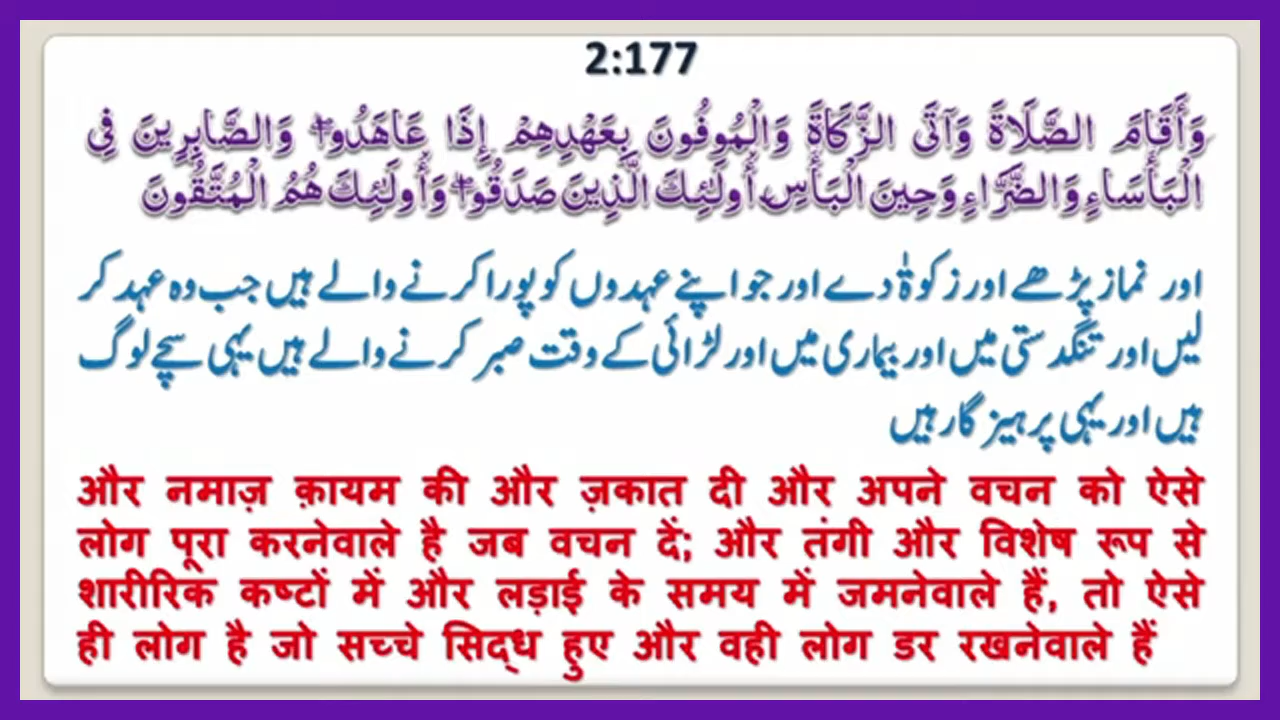 2:177
وَأَقَامَ الصَّلَاةَ وَآتَى الزَّكَاةَ وَالْمُوفُونَ بِعَهْدِهِمْ إِذَا عَاهَدُوا ۖ وَالصَّابِرِينَ فِي
الْبَأْسَاءِ وَالضَّرَّاءِ وَحِينَ الْبَأْسِ ۗ أُولَٰئِكَ الَّذِينَ صَدَقُوا ۖ وَأُولَٰئِكَ هُمُ الْمُتَّقُونَ
اور نماز پڑھے اور زکوٰۃ دے اور جو اپنے عہدوں کو پورا کرنے والے ہیں جب وہ عہد کر
لیں اور تنگدستی میں اور بیماری میں اور لڑائی کے وقت صبر کرنے والے ہیں یہی سچے لوگ
ہیں اور یہی پرہیز گار ہیں
और नमाज़ क़ायम की और ज़कात दी और अपने वचन को ऐसे
लोग पूरा करनेवाले है जब वचन दें; और तंगी और विशेष रूप से
शारीरिक कष्टों में और लड़ाई के समय में जमनेवाले हैं, तो ऐसे
ही लोग है जो सच्चे सिद्ध हुए और वही लोग डर रखनेवाले हैं